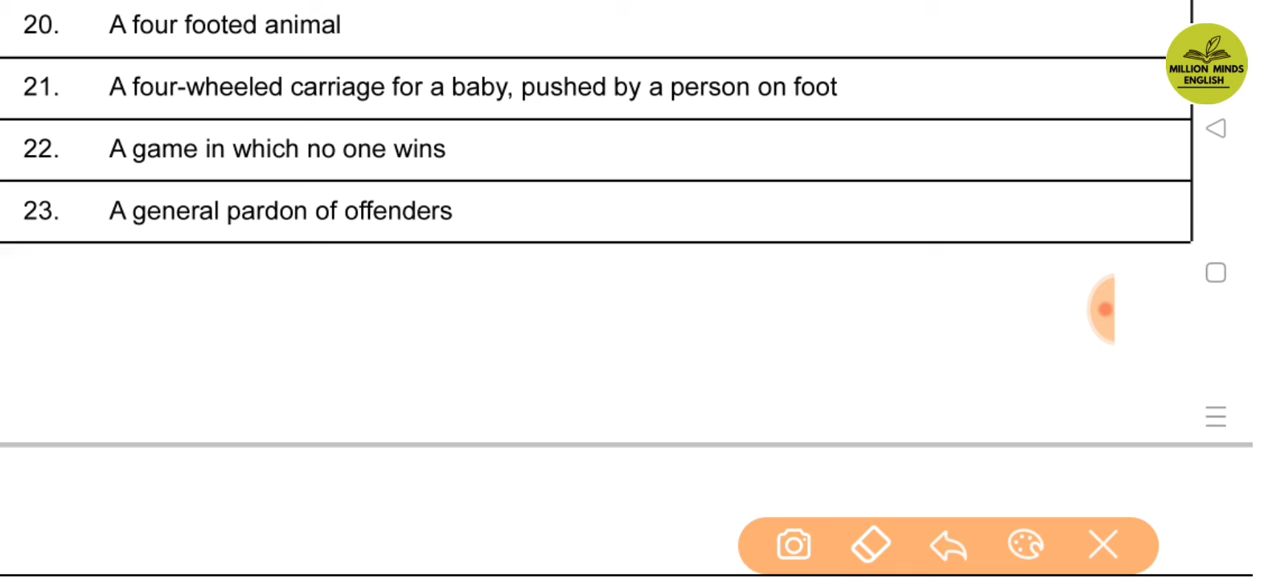 20. A four footed animal
MILLION MINDS
ENGLISH
21. A four-wheeled carriage for a baby, pushed by a person on foot
22. A game in which no one wins
23. A general pardon of offenders